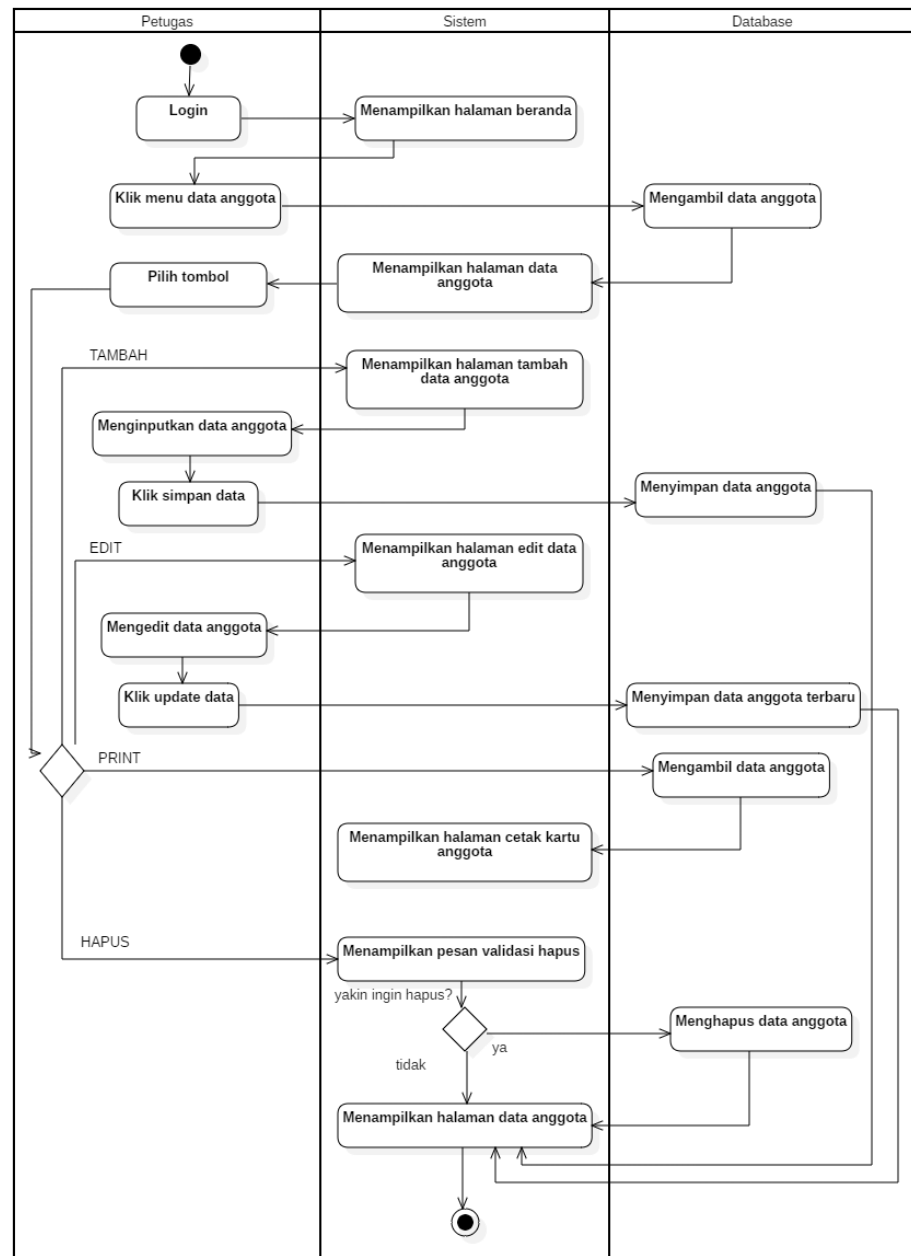 Petugas
Sistem
Database
Login
Menampilkan halaman beranda
Klik menu data anggota
Mengambil data anggota
Pilih tombol
Menampilkan halaman data
anggota
TAMBAH
Menampilkan halaman tambah
data anggota
Menginputkan data anggota
Klik simpan data
Menyimpan data anggota
EDIT
Menampilkan halaman edit data
anggota
Mengedit data anggota
Klik update data
Menyimpan data anggota terbaru
PRINT
Mengambil data anggota
Menampilkan halaman cetak kartu
anggota
HAPUS
Menampilkan pesan validasi hapus
yakin ingin hapus?
Menghapus data anggota
ya
tidak
Menampilkan halaman data anggota